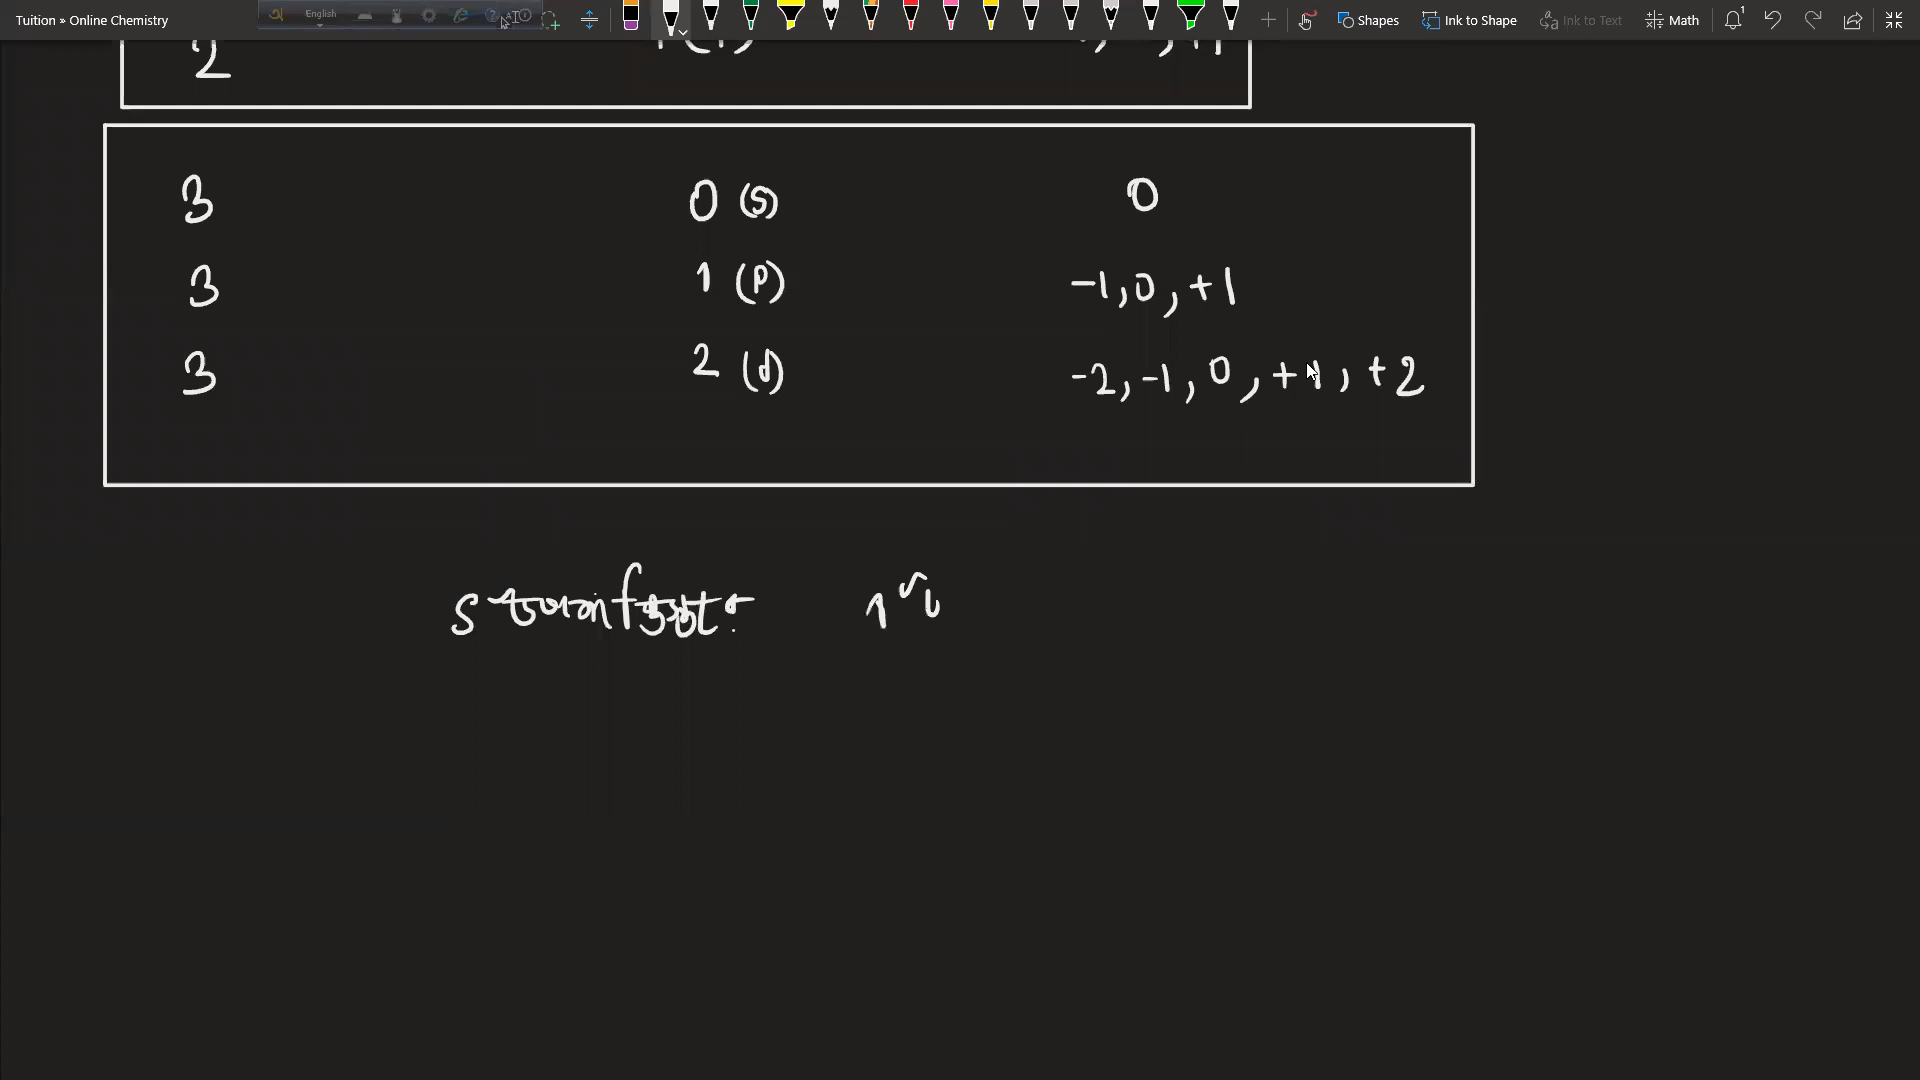 Tuition » Online Chemistry English Shapes Ink to Shape Ink to Text Math
2
3 0 (s) 0
3 1 (p) -1, 0, +1
3 2 (d) -2, -1, 0, +1, +2
s 1